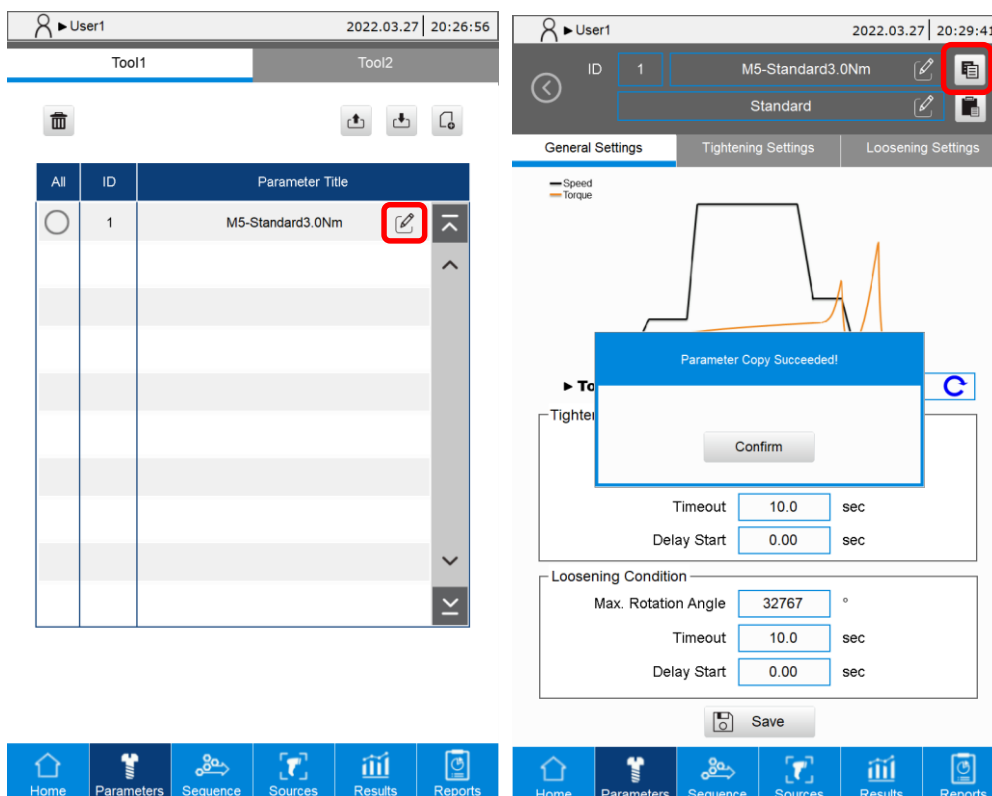 ►User1 2022.03.27 20:26:56
Tool1 Tool2
All ID Parameter Title
1 M5-Standard3.0Nm
Home Parameters Sequence Sources Results Reports
►User1 2022.03.27 20:29:41
ID 1 M5-Standard3.0Nm
Standard
General Settings Tightening Settings Loosening Settings
Speed
Torque
Parameter Copy Succeeded!
►To
Tighte
Confirm
Timeout 10.0 sec
Delay Start 0.00 sec
Loosening Condition
Max. Rotation Angle 32767 °
Timeout 10.0 sec
Delay Start 0.00 sec
Save
Home Parameters Sequence Sources Results Reports